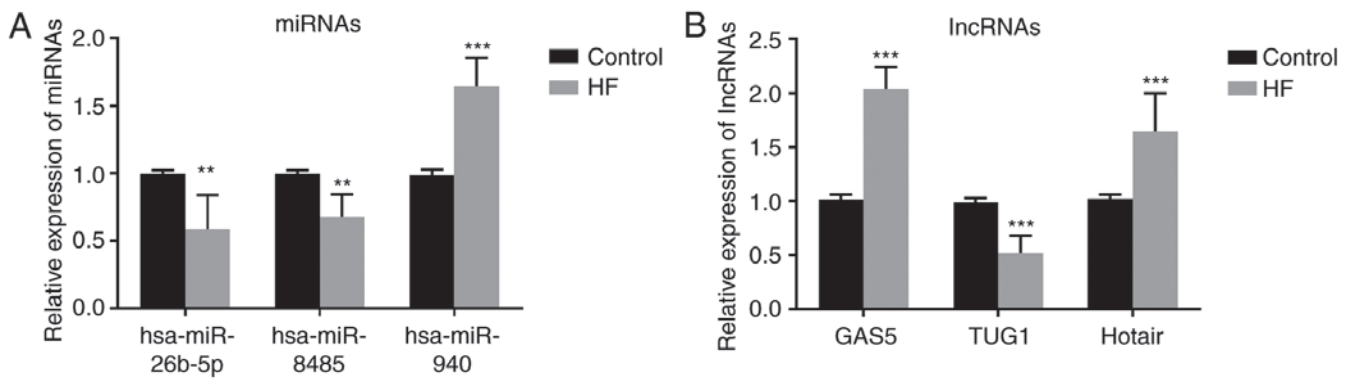 A
miRNAs
Relative expression of miRNAs
2.0
1.5
1.0
0.5
0.0
**
**
***
Control
HF
hsa-miR-
26b-5p
hsa-miR-
8485
hsa-miR-
940
B
lncRNAs
Relative expression of lncRNAs
2.5
2.0
1.5
1.0
0.5
0.0
***
***
***
Control
HF
GAS5
TUG1
Hotair